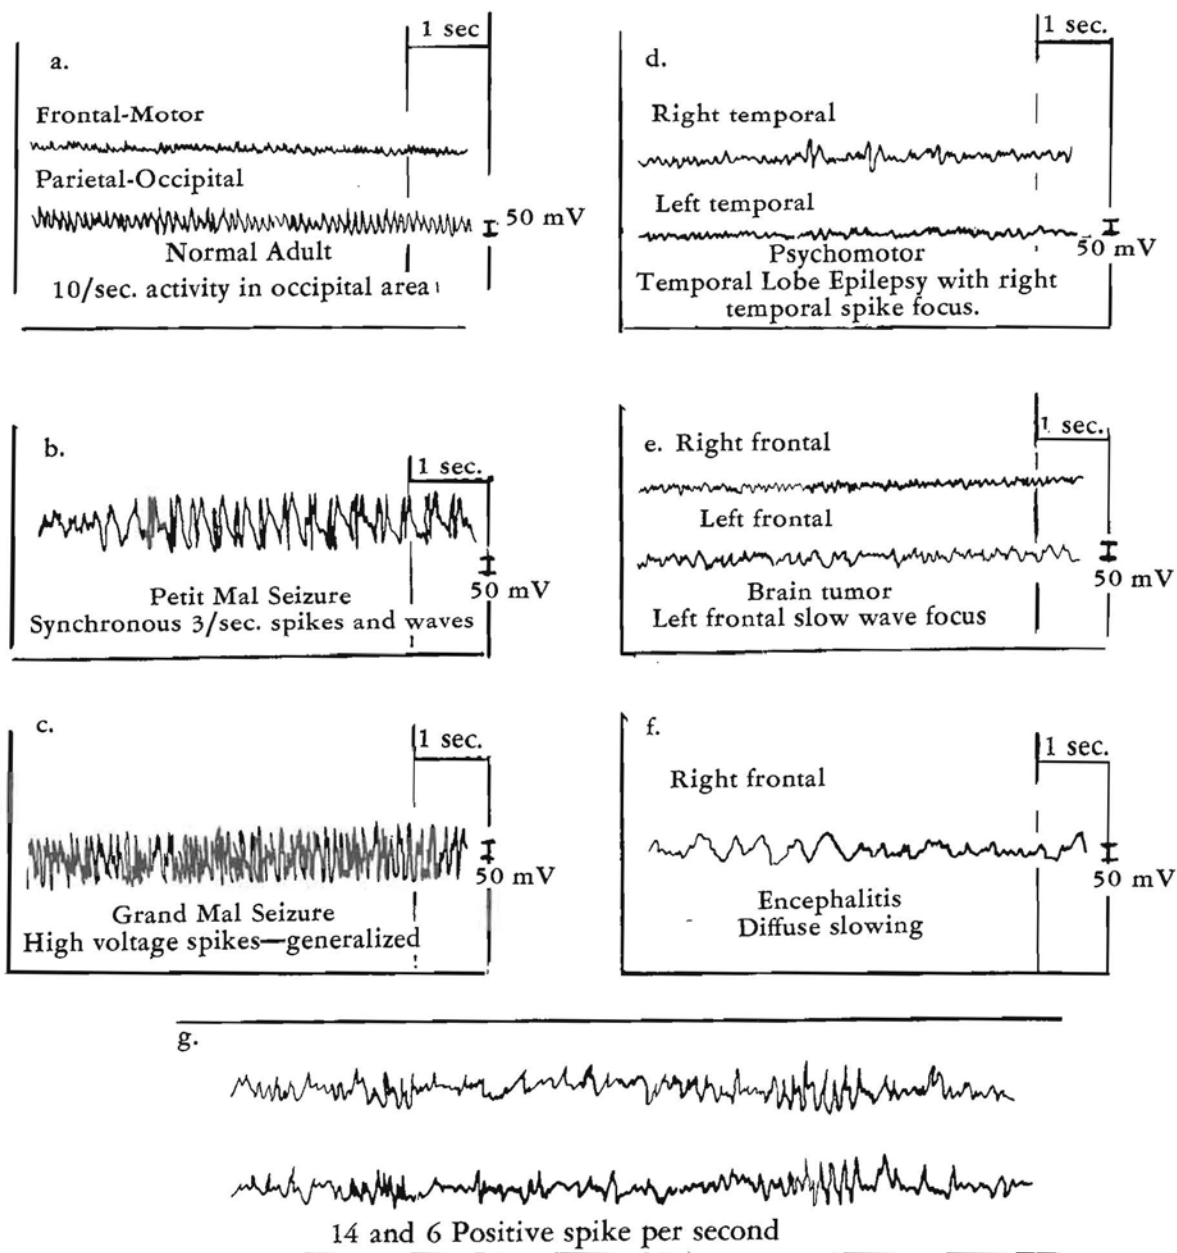 1 sec
a.
Frontal-Motor
Parietal-Occipital
50 mV
Normal Adult
10/sec. activity in occipital area
1 sec.
d.
Right temporal
Left temporal
50 mV
Psychomotor
Temporal Lobe Epilepsy with right
temporal spike focus.
b.
1 sec.
50 mV
Petit Mal Seizure
Synchronous 3/sec. spikes and waves
1 sec.
e. Right frontal
Left frontal
50 mV
Brain tumor
Left frontal slow wave focus
c.
1 sec.
50 mV
Grand Mal Seizure
High voltage spikes—generalized
f.
1 sec.
Right frontal
50 mV
Encephalitis
Diffuse slowing
g.
14 and 6 Positive spike per second